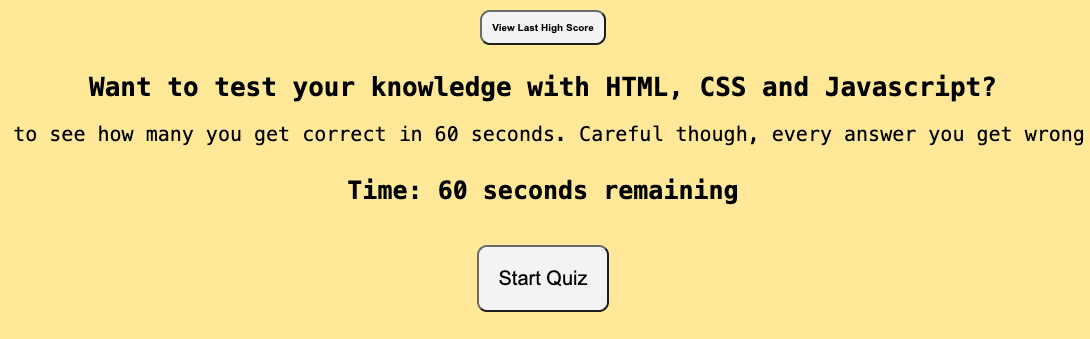 View Last High Score
Want to test your knowledge with HTML, CSS and Javascript?
to see how many you get correct in 60 seconds. Careful though, every answer you get wrong
Time: 60 seconds remaining
Start Quiz